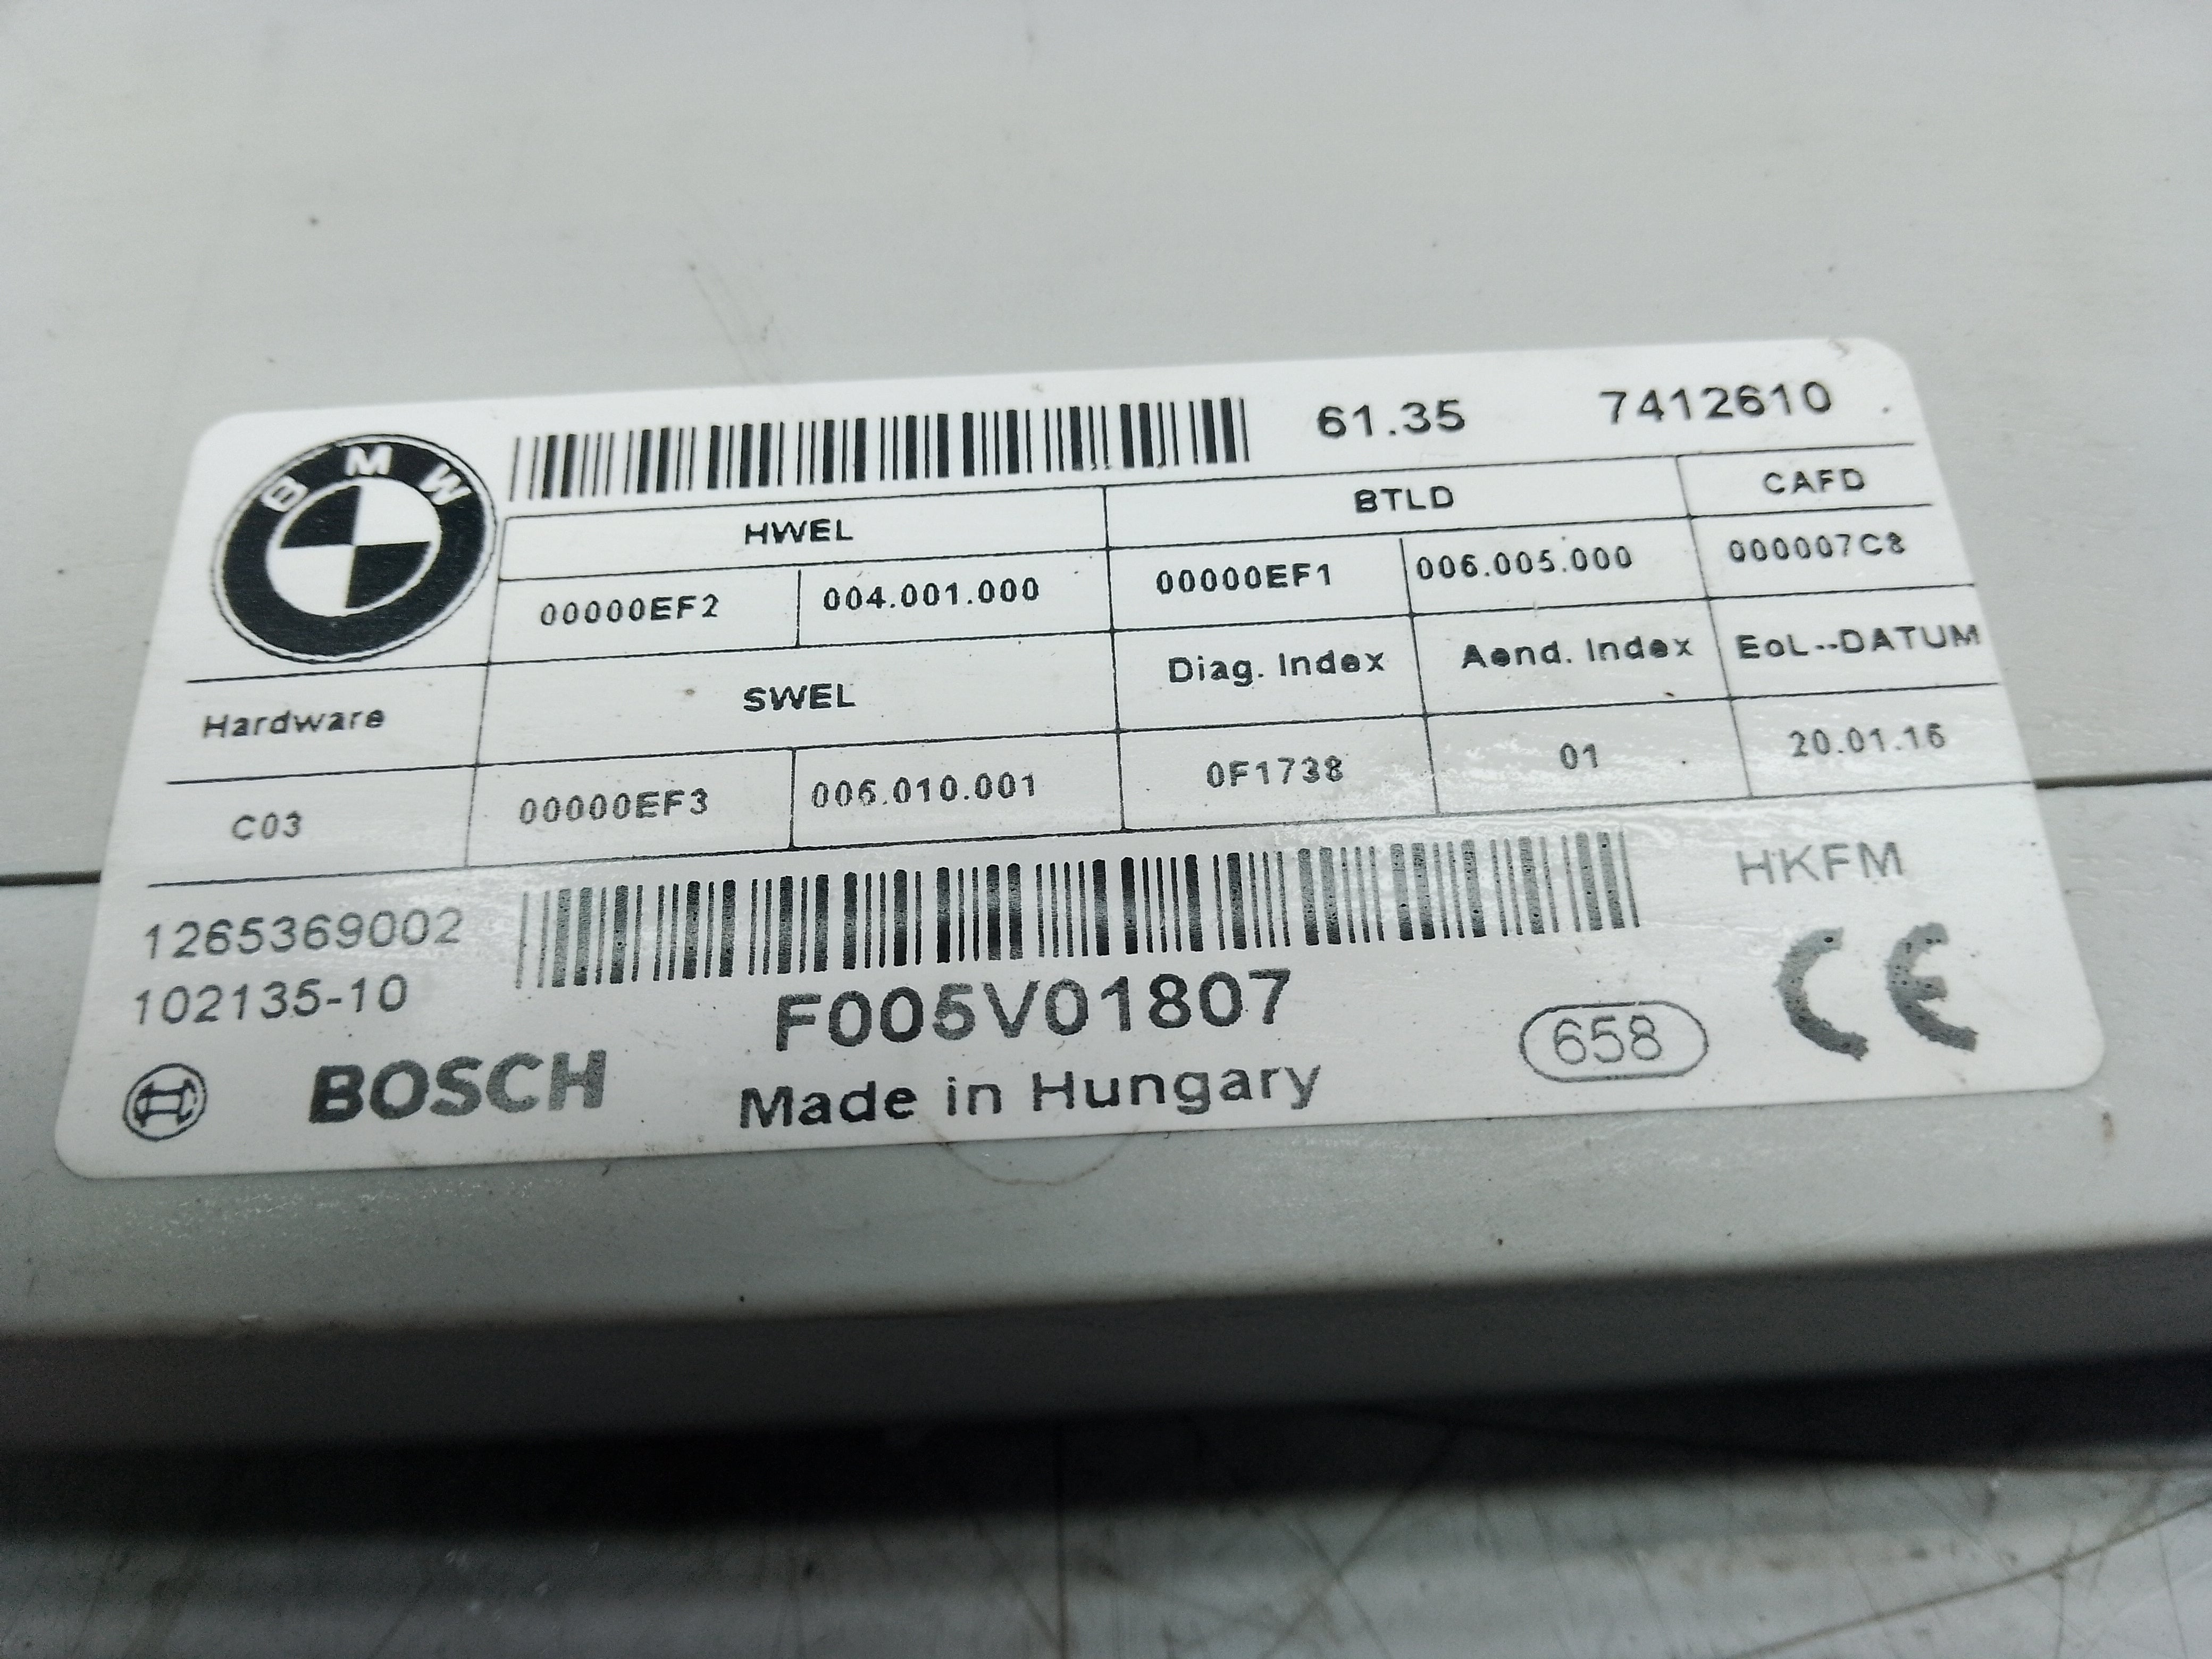 BMW
61.35 7412610
HWEL BTLD CAFD
00000EF2 004.001.000 00000EF1 006.005.000 000007C8
Hardware SWEL Diag. Index Aend. Index EoL--DATUM
C03 00000EF3 006.010.001 0F1738 01 20.01.16
HKFM
1265369002
102135-10
F005V01807
BOSCH Made in Hungary 658 CE